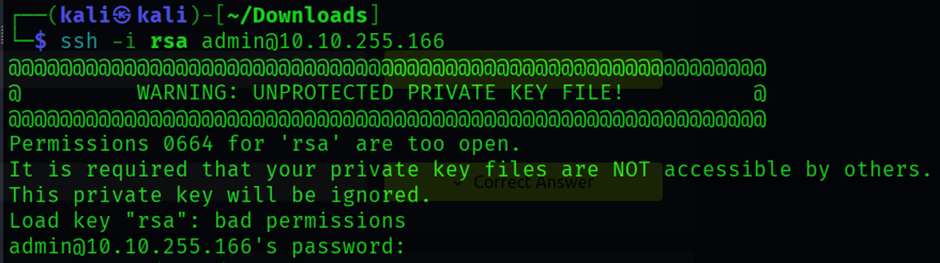 ┌──(kali㉿kali)-[~/Downloads]
└─$ ssh -i rsa admin@10.10.255.166
@@@@@@@@@@@@@@@@@@@@@@@@@@@@@@@@@@@@@@@@@@@@@@@@@@@@@@@@@@@
@         WARNING: UNPROTECTED PRIVATE KEY FILE!          @
@@@@@@@@@@@@@@@@@@@@@@@@@@@@@@@@@@@@@@@@@@@@@@@@@@@@@@@@@@@
Permissions 0664 for 'rsa' are too open.
It is required that your private key files are NOT accessible by others.
This private key will be ignored.
✓ Correct Answer
Load key "rsa": bad permissions
admin@10.10.255.166's password: